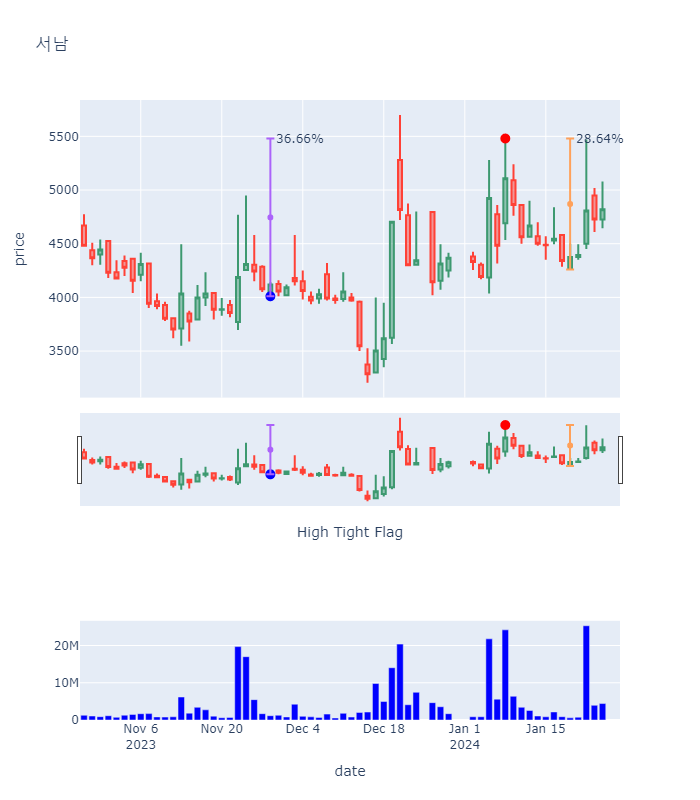 서남
36.66%
28.64%
5500
5000
4500
4000
3500
price
High Tight Flag
20M
10M
0
Nov 6
2023
Nov 20
Dec 4
Dec 18
Jan 1
2024
Jan 15
date